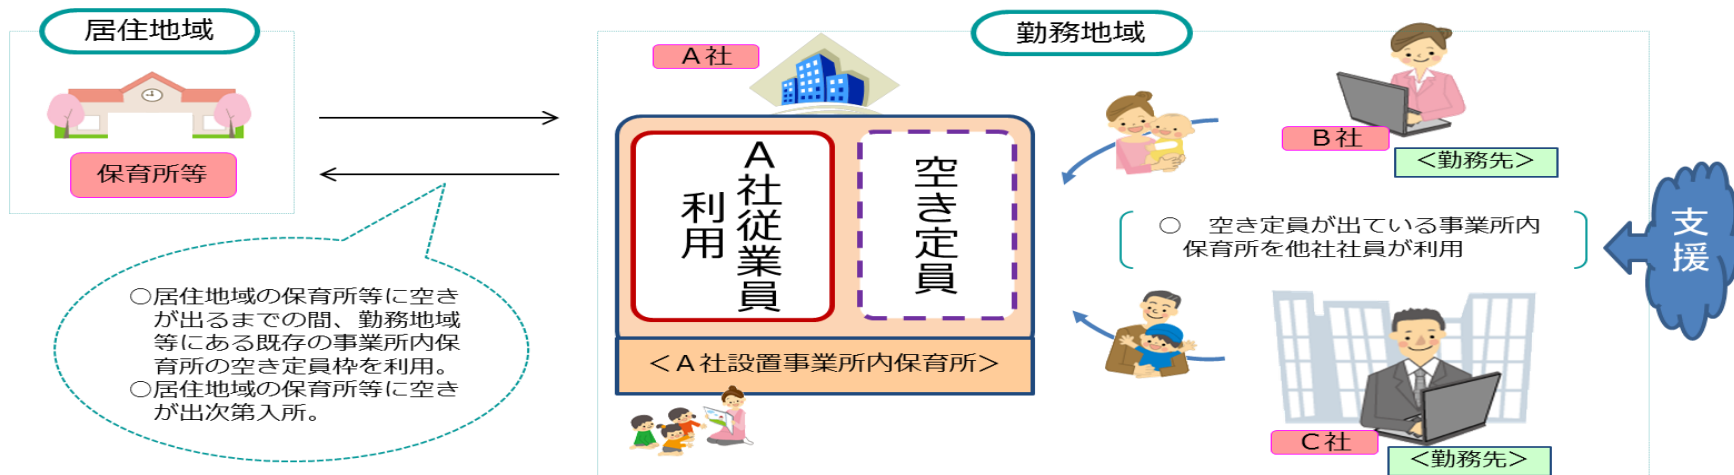 居住地域
保育所等
○居住地域の保育所等に空き
が出るまでの間、勤務地域
等にある既存の事業所内保
育所の空き定員枠を利用。
○居住地域の保育所等に空き
が出次第入所。
勤務地域
A社
A社従業員
利用
空き定員
<A社設置事業所内保育所>
B社
<勤務先>
○ 空き定員が出ている事業所内
保育所を他社社員が利用
C社
<勤務先>
支援